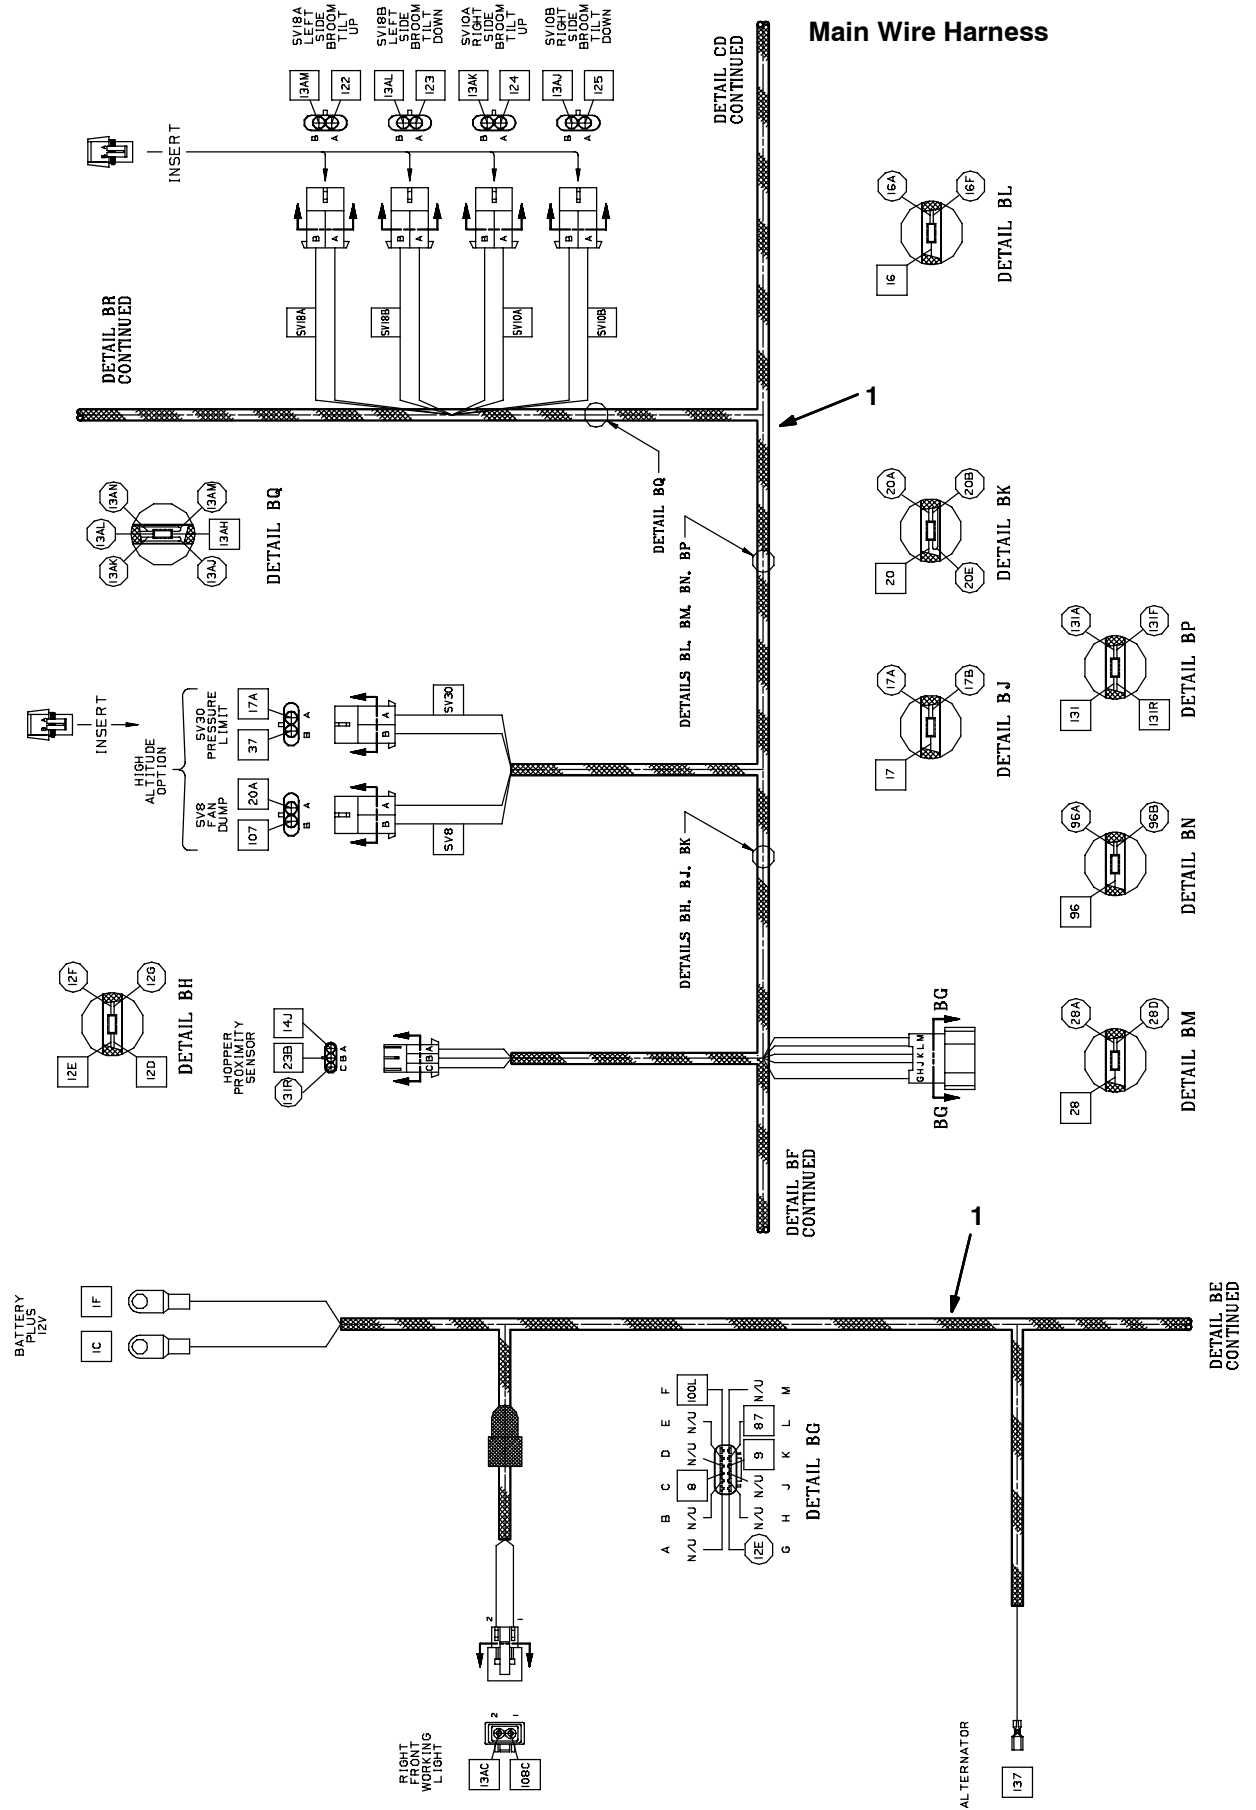 Main Wire Harness
SV18A
LEFT
SIDE
BROOM
TILT
UP
SV18B
LEFT
SIDE
BROOM
TILT
DOWN
SV10A
RIGHT
SIDE
BROOM
TILT
UP
SV10B
RIGHT
SIDE
BROOM
TILT
DOWN
13AM
122
13AL
123
13AK
124
13AJ
125
B
A
B
A
B
A
B
A
INSERT
B
A
B
A
B
A
B
A
SV18A
SV18B
SV10A
SV10B
DETAIL BR
CONTINUED
DETAIL CD
CONTINUED
1
16A
16F
16
DETAIL BL
13AN
13AM
13AL
13AH
13AK
13AJ
DETAIL BQ
DETAIL BQ
DETAILS BL, BM, BN, BP
20A
20B
20
20E
DETAIL BK
131A
131F
131
131R
DETAIL BP
INSERT
HIGH
ALTITUDE
OPTION
SV30
PRESSURE
LIMIT
17A
37
A
B
A
B
SV30
SV8
FAN
DUMP
20A
107
A
B
A
B
SV8
DETAILS BH, BJ, BK
17A
17B
17
DETAIL BJ
96A
96B
96
DETAIL BN
12F
12G
12E
12D
DETAIL BH
HOPPER
PROXIMITY
SENSOR
14J
23B
131R
C B A
C B A
G H J K L M
BG
BG
28A
28D
28
DETAIL BM
DETAIL BF
CONTINUED
1
BATTERY
PLUS
12V
1F
1C
DETAIL BE
CONTINUED
A B C D E F
N/U N/U 8 N/U N/U 100L
12E N/U N/U 9 87 N/U
G H J K L M
DETAIL BG
2
1
RIGHT
FRONT
WORKING
LIGHT
2
1
13AC
108C
ALTERNATOR
137